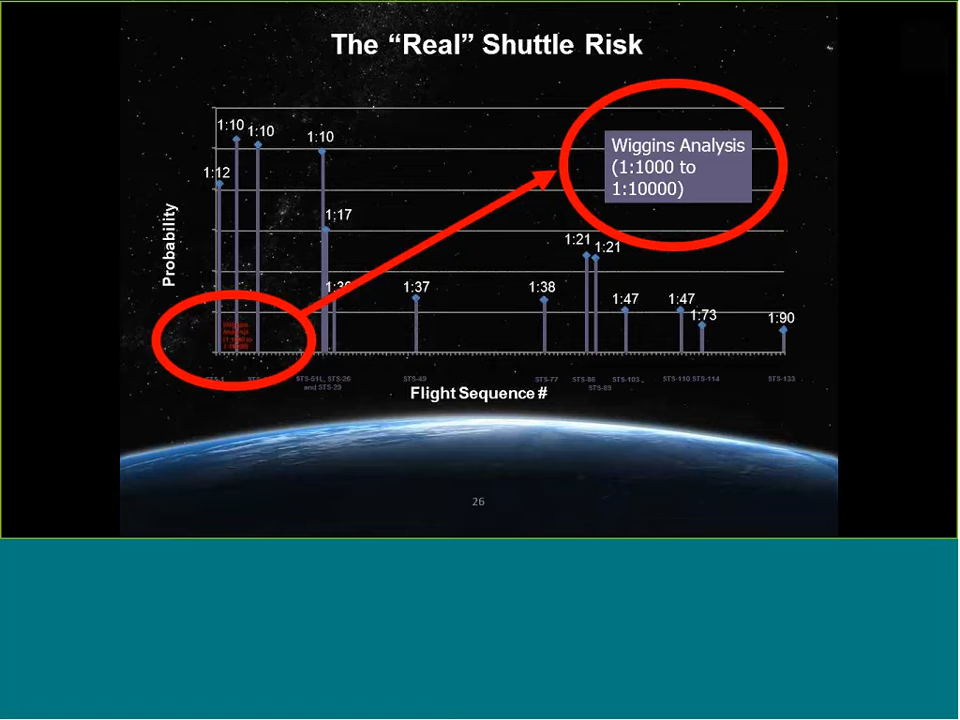 The “Real” Shuttle Risk
1:10
1:10
1:10
1:12
1:17
1:21
1:21
1:37
1:38
1:47
1:47
1:73
1:90
Wiggins Analysis
(1:1000 to
1:10000)
Probability
STS-51L, STS-26
and STS-29
STS-49
STS-77
STS-86
STS-89
STS-103
STS-110 STS-114
STS-133
Flight Sequence #
26